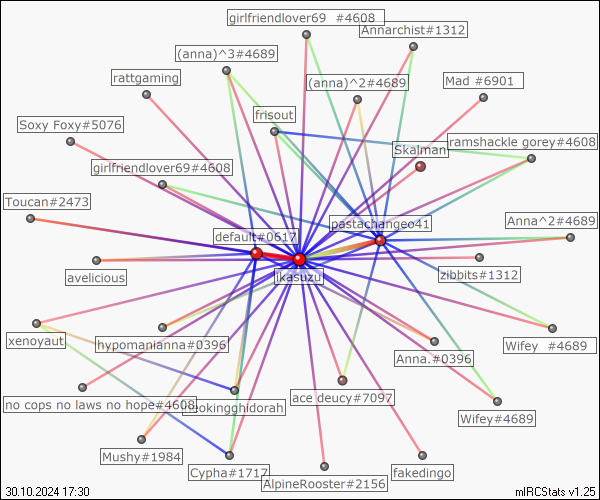 girlfriendlover69 #4608
Annarchist#1312
(anna)^3#4689
rattgaming
(anna)^2#4689
Mad #6901
frisout
Soxy Foxy#5076
Skalman
ramshackle gorey#4608
girlfriendlover69#4608
Toucan#2473
pastachangeo41
Anna^2#4689
default#0617
avelicious
ikasuzu
zibbits#1312
xenoyaut
hypomanianna#0396
Anna.#0396
Wifey #4689
no cops no laws no hope#4608
ace deucy#7097
Wifey#4689
Mushy#1984
Cypha#1717
AlpineRooster#2156
fakedingo
30.10.2024 17:30
mIRCStats v1.25